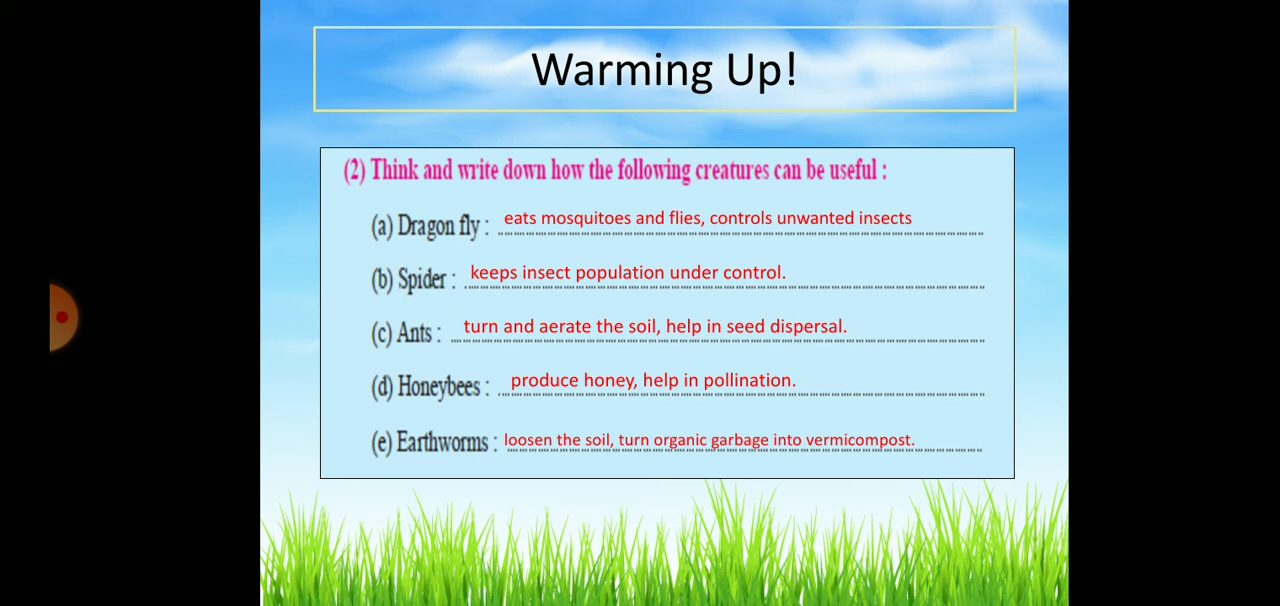 Warming Up!
(2) Think and write down how the following creatures can be useful :
(a) Dragon fly : eats mosquitoes and flies, controls unwanted insects
(b) Spider : keeps insect population under control.
(c) Ants : turn and aerate the soil, help in seed dispersal.
(d) Honeybees : produce honey, help in pollination.
(e) Earthworms : loosen the soil, turn organic garbage into vermicompost.